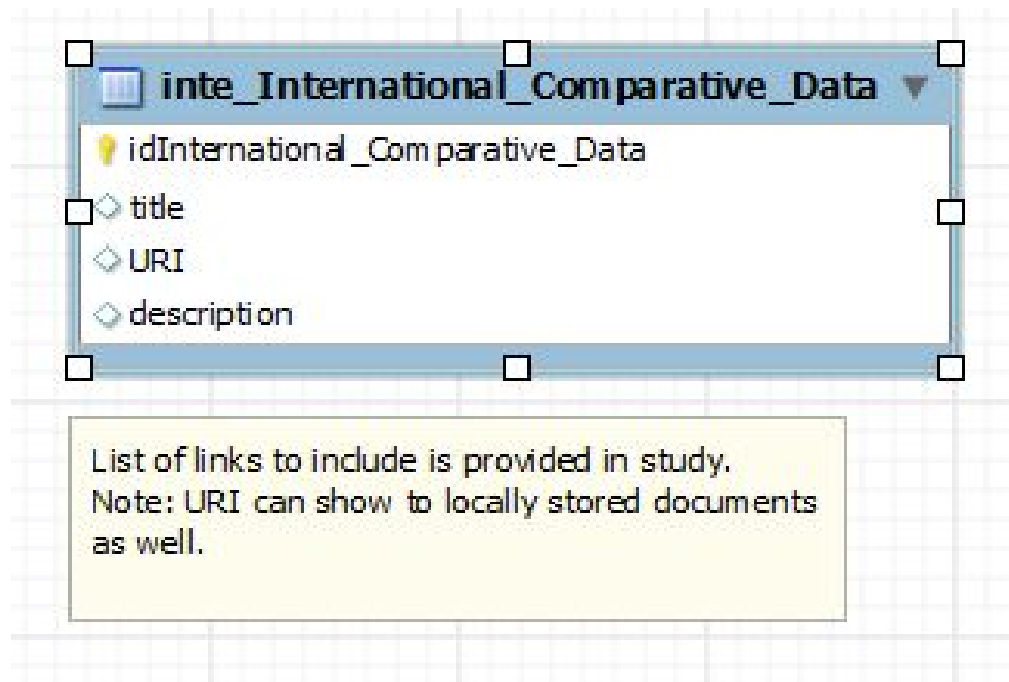 inte_International_Comparative_Data
idInternational_Comparative_Data
title
URI
description
List of links to include is provided in study.
Note: URI can show to locally stored documents
as well.